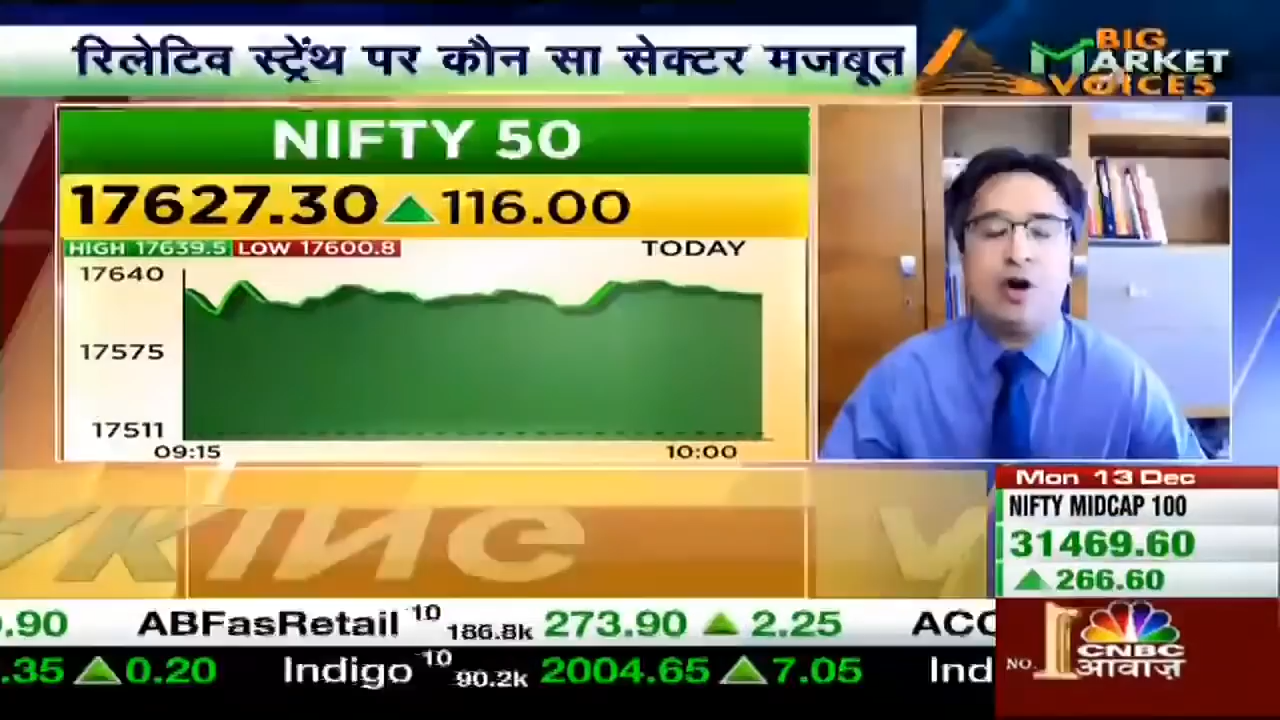 रिलेटिव स्ट्रेंथ पर कौन सा सेक्टर मजबूत
BIG
MARKET
VOICES
NIFTY 50
17627.30 ▲ 116.00
HIGH 17639.5 LOW 17600.8 TODAY
17640
17575
17511
09:15 10:00
Mon 13 Dec
NIFTY MIDCAP 100
31469.60
▲ 266.60
.90 ABFasRetail 10 186.8k 273.90 ▲ 2.25 ACC
.35 ▲ 0.20 Indigo 10 90.2k 2004.65 ▲ 7.05 Ind
NO. 1
CNBC
आवाज़